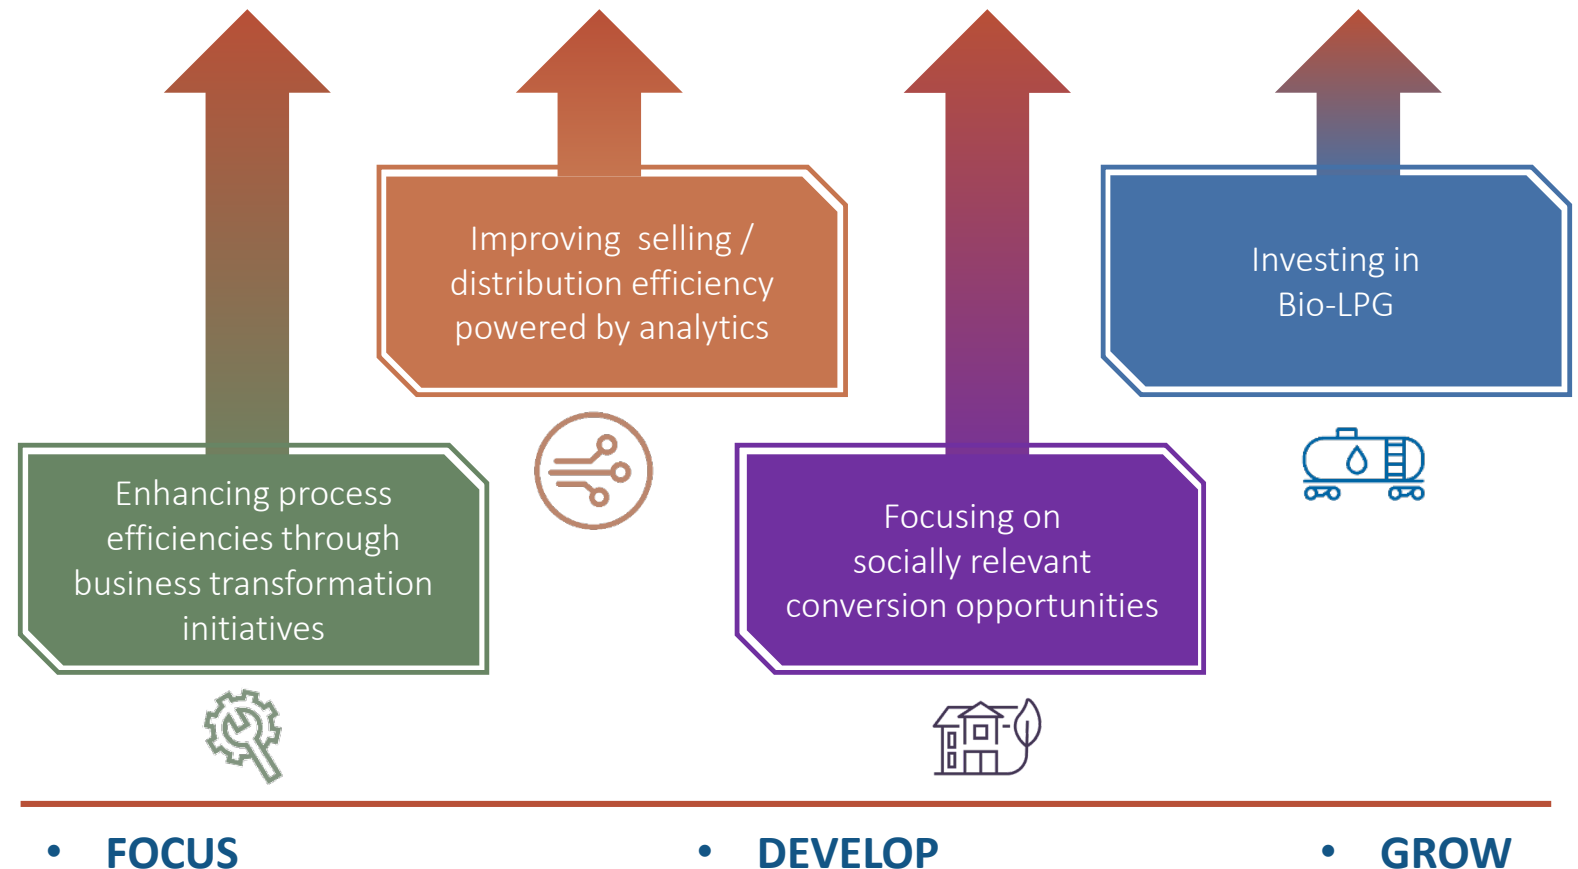 Enhancing process
efficiencies through
business transformation
initiatives
Improving selling /
distribution efficiency
powered by analytics
Focusing on
socially relevant
conversion opportunities
Investing in
Bio-LPG
• FOCUS
• DEVELOP
• GROW